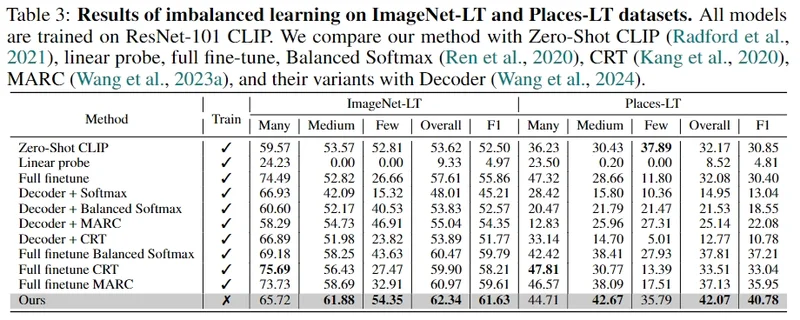 Table 3: Results of imbalanced learning on ImageNet-LT and Places-LT datasets. All models
are trained on ResNet-101 CLIP. We compare our method with Zero-Shot CLIP (Radford et al.,
2021), linear probe, full fine-tune, Balanced Softmax (Ren et al., 2020), CRT (Kang et al., 2020),
MARC (Wang et al., 2023a), and their variants with Decoder (Wang et al., 2024).
Method Train ImageNet-LT Places-LT
Many Medium Few Overall F1 Many Medium Few Overall F1
Zero-Shot CLIP ✓ 59.57 53.57 52.81 53.62 52.50 36.23 30.43 37.89 32.17 30.85
Linear probe ✓ 24.23 0.00 0.00 9.33 4.97 23.50 0.20 0.00 8.52 4.81
Full finetune ✓ 74.49 52.82 26.66 57.61 55.86 47.32 28.66 11.80 32.08 30.40
Decoder + Softmax ✓ 66.93 42.09 15.32 48.01 45.21 28.42 15.80 10.36 14.95 13.04
Decoder + Balanced Softmax ✓ 60.60 52.17 40.53 53.83 52.57 20.47 21.79 21.47 21.53 18.55
Decoder + MARC ✓ 58.29 54.73 46.91 55.04 54.35 12.83 25.96 27.31 25.14 22.08
Decoder + CRT ✓ 66.89 51.98 23.82 53.89 51.77 33.14 14.70 5.01 12.77 10.78
Full finetune Balanced Softmax ✓ 69.18 58.25 43.63 60.47 59.79 42.42 38.41 27.93 37.81 37.21
Full finetune CRT ✓ 75.69 56.43 27.47 59.90 58.21 47.81 30.77 13.39 33.51 33.04
Full finetune MARC ✓ 73.73 58.69 32.91 60.97 59.61 46.57 38.09 17.51 37.13 35.95
Ours ✗ 65.72 61.88 54.35 62.34 61.63 44.71 42.67 35.79 42.07 40.78